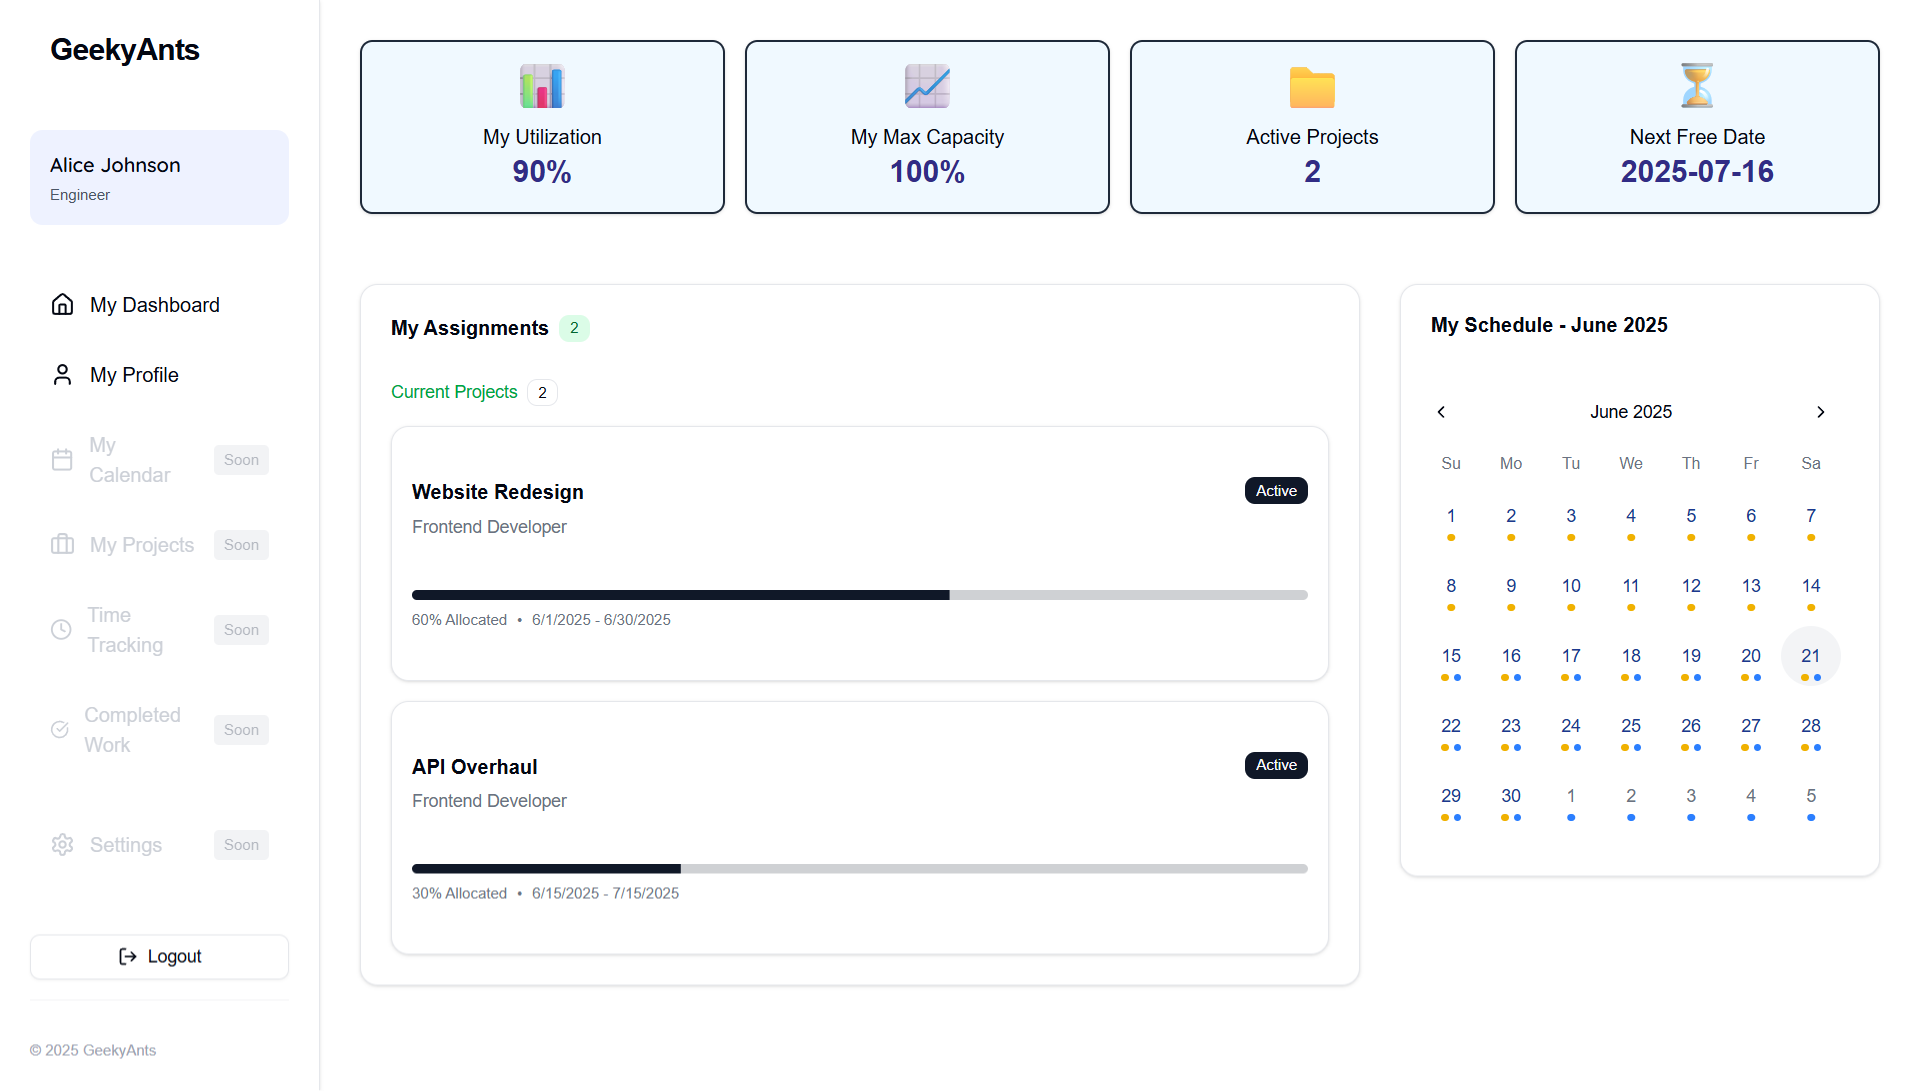 GeekyAnts
Alice Johnson
Engineer
My Dashboard
My Profile
My
Calendar
Soon
My Projects
Soon
Time
Tracking
Soon
Completed
Work
Soon
Settings
Soon
Logout
© 2025 GeekyAnts
My Utilization
90%
My Max Capacity
100%
Active Projects
2
Next Free Date
2025-07-16
My Assignments 2
Current Projects 2
Website Redesign
Active
Frontend Developer
60% Allocated • 6/1/2025 - 6/30/2025
API Overhaul
Active
Frontend Developer
30% Allocated • 6/15/2025 - 7/15/2025
My Schedule - June 2025
June 2025
Su Mo Tu We Th Fr Sa
1 2 3 4 5 6 7
8 9 10 11 12 13 14
15 16 17 18 19 20 21
22 23 24 25 26 27 28
29 30 1 2 3 4 5